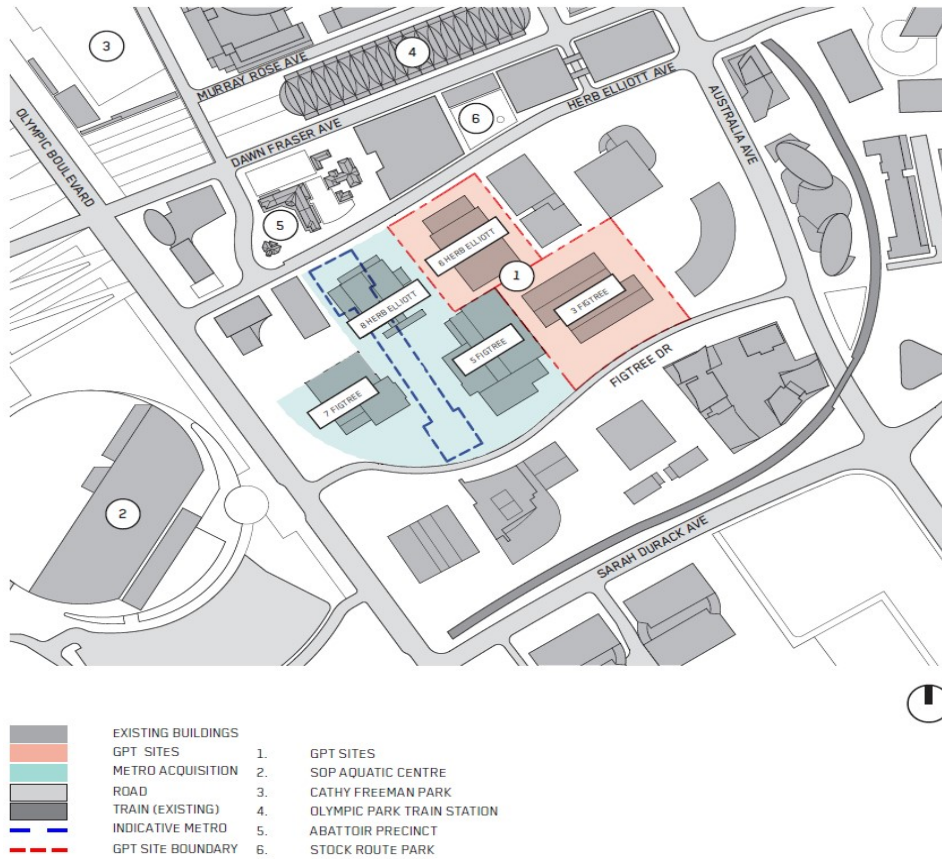 3
4
MURRAY ROSE AVE
OLYMPIC BOULEVARD
DAWN FRASER AVE
6
HERB ELLIOTT AVE
AUSTRALIA AVE
5
6 HERB ELLIOTT
1
8 HERB ELLIOTT
3 FIGTREE
5 FIGTREE
FIGTREE DR
7 FIGTREE
2
SARAH DURACK AVE
EXISTING BUILDINGS
GPT SITES
METRO ACQUISITION
ROAD
TRAIN (EXISTING)
INDICATIVE METRO
GPT SITE BOUNDARY
1. GPT SITES
2. SOP AQUATIC CENTRE
3. CATHY FREEMAN PARK
4. OLYMPIC PARK TRAIN STATION
5. ABATTOIR PRECINCT
6. STOCK ROUTE PARK